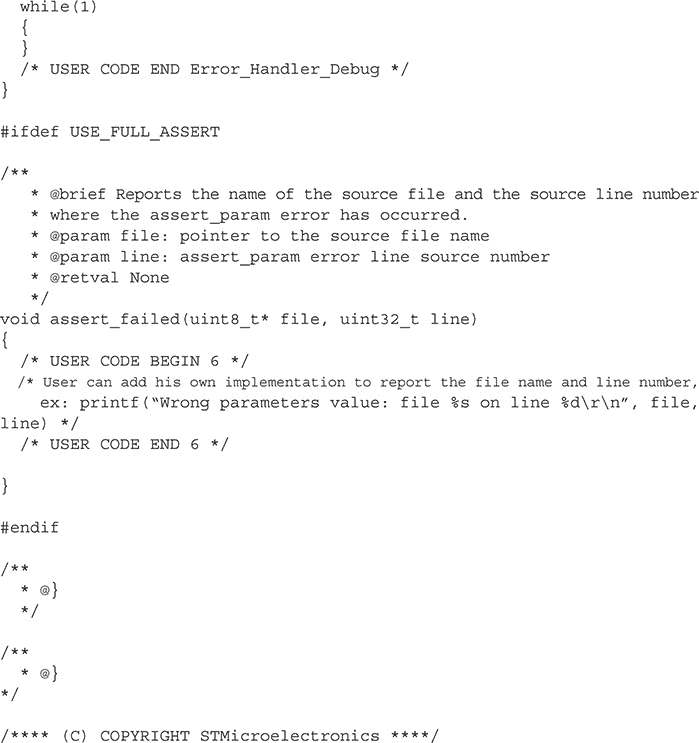 while(1)
{
}
/* USER CODE END Error_Handler_Debug */
}
#ifdef USE_FULL_ASSERT
/**
* @brief Reports the name of the source file and the source line number
* where the assert_param error has occurred.
* @param file: pointer to the source file name
* @param line: assert_param error line source number
* @retval None
*/
void assert_failed(uint8_t* file, uint32_t line)
{
/* USER CODE BEGIN 6 */
/* User can add his own implementation to report the file name and line number,
ex: printf(“Wrong parameters value: file %s on line %d\r\n”, file,
line) */
/* USER CODE END 6 */
}
#endif
/**
* @}
*/
/**
* @}
*/
/**** (C) COPYRIGHT STMicroelectronics ****/